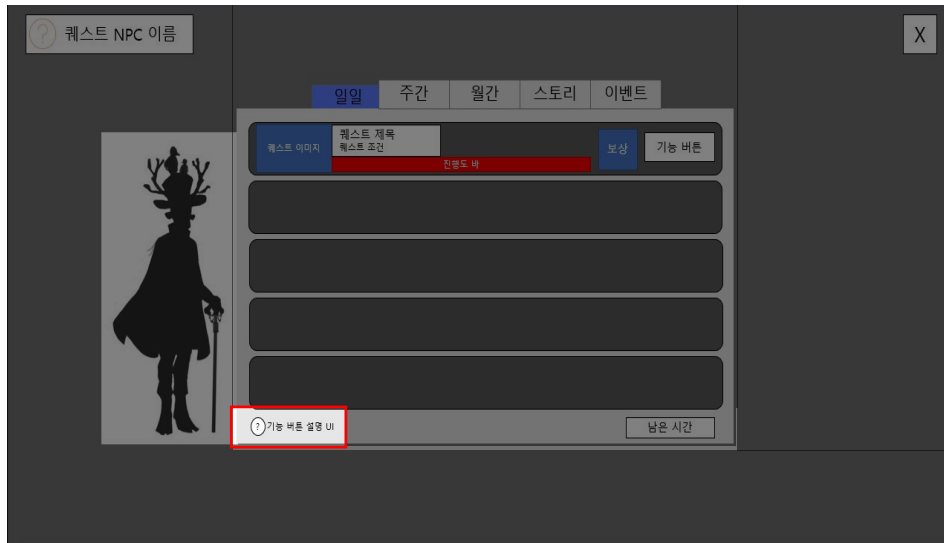 ? 퀘스트 NPC 이름
X
일일 주간 월간 스토리 이벤트
퀘스트 이미지
퀘스트 제목
퀘스트 조건
진행도 바
보상
기능 버튼
? 기능 버튼 설명 UI
남은 시간